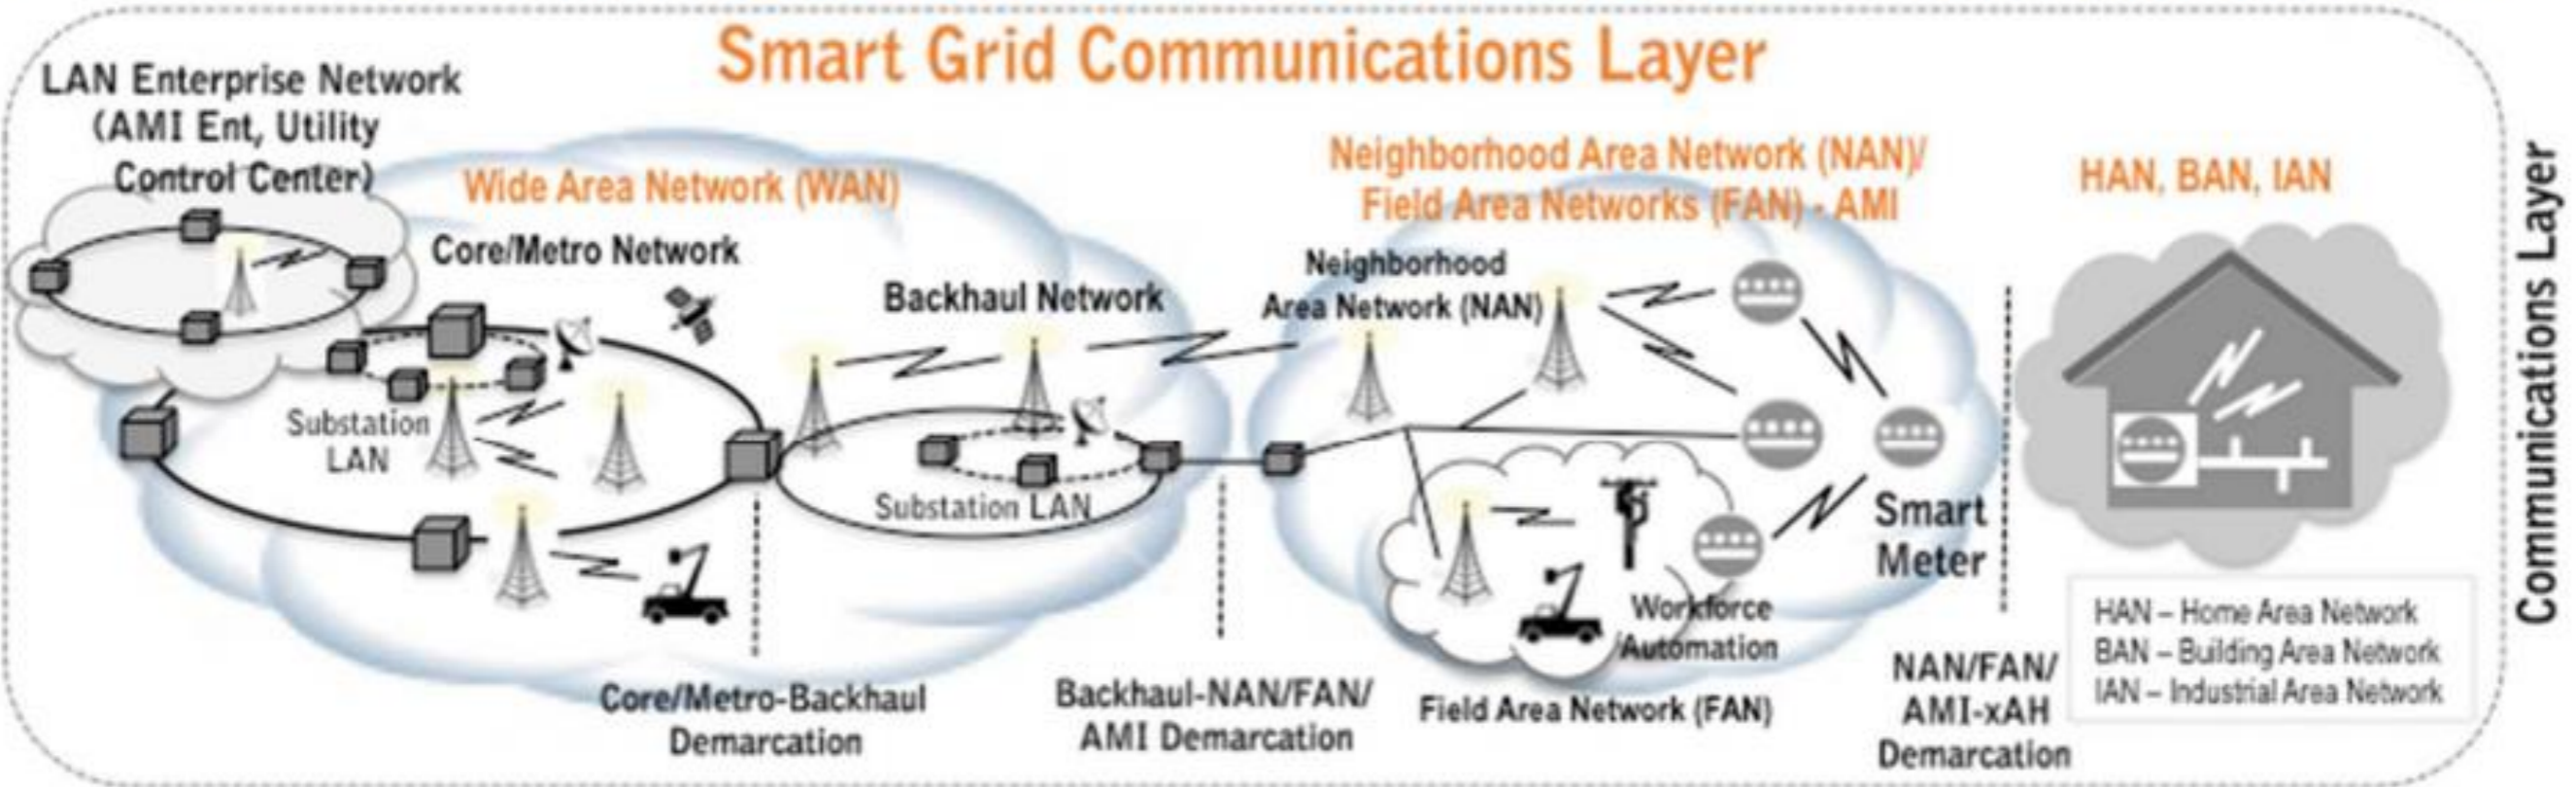 Smart Grid Communications Layer
LAN Enterprise Network
(AMI Ent, Utility
Control Center)
Wide Area Network (WAN)
Core/Metro Network
Backhaul Network
Substation
LAN
Substation LAN
Neighborhood Area Network (NAN)/
Field Area Networks (FAN) - AMI
Neighborhood
Area Network (NAN)
Smart
Meter
Workforce
Automation
Field Area Network (FAN)
HAN, BAN, IAN
Core/Metro-Backhaul
Demarcation
Backhaul-NAN/FAN/
AMI Demarcation
NAN/FAN/
AMI-xAH
Demarcation
HAN – Home Area Network
BAN – Building Area Network
IAN – Industrial Area Network
Communications Layer